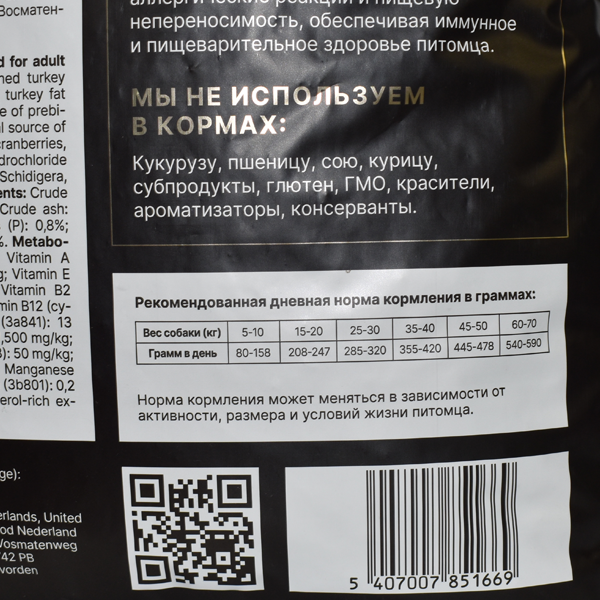 Восматен-
d for adult
ned turkey
turkey fat
e of prebi-
l source of
cranberries,
drochloride
Schidigera,
ents: Crude
Crude ash:
(P): 0,8%;
%. Metabo-
Vitamin A
g; Vitamin E
Vitamin B2
min B12 (cy-
(3a841): 13
,500 mg/kg;
): 50 mg/kg;
Manganese
(3b801): 0,2
erol-rich ex-
ge):
erlands, United
od Nederland
Vosmatenweg
42 PB
worden
аллергические реакции и пищевую
непереносимость, обеспечивая иммунное
и пищеварительное здоровье питомца.
МЫ НЕ ИСПОЛЬЗУЕМ
В КОРМАХ:
Кукурузу, пшеницу, сою, курицу,
субпродукты, глютен, ГМО, красители,
ароматизаторы, консерванты.
Рекомендованная дневная норма кормления в граммах:
Вес собаки (кг) 5-10 15-20 25-30 35-40 45-50 60-70
Грамм в день 80-158 208-247 285-320 355-420 445-478 540-590
Норма кормления может меняться в зависимости от
активности, размера и условий жизни питомца.
5 407007 851669